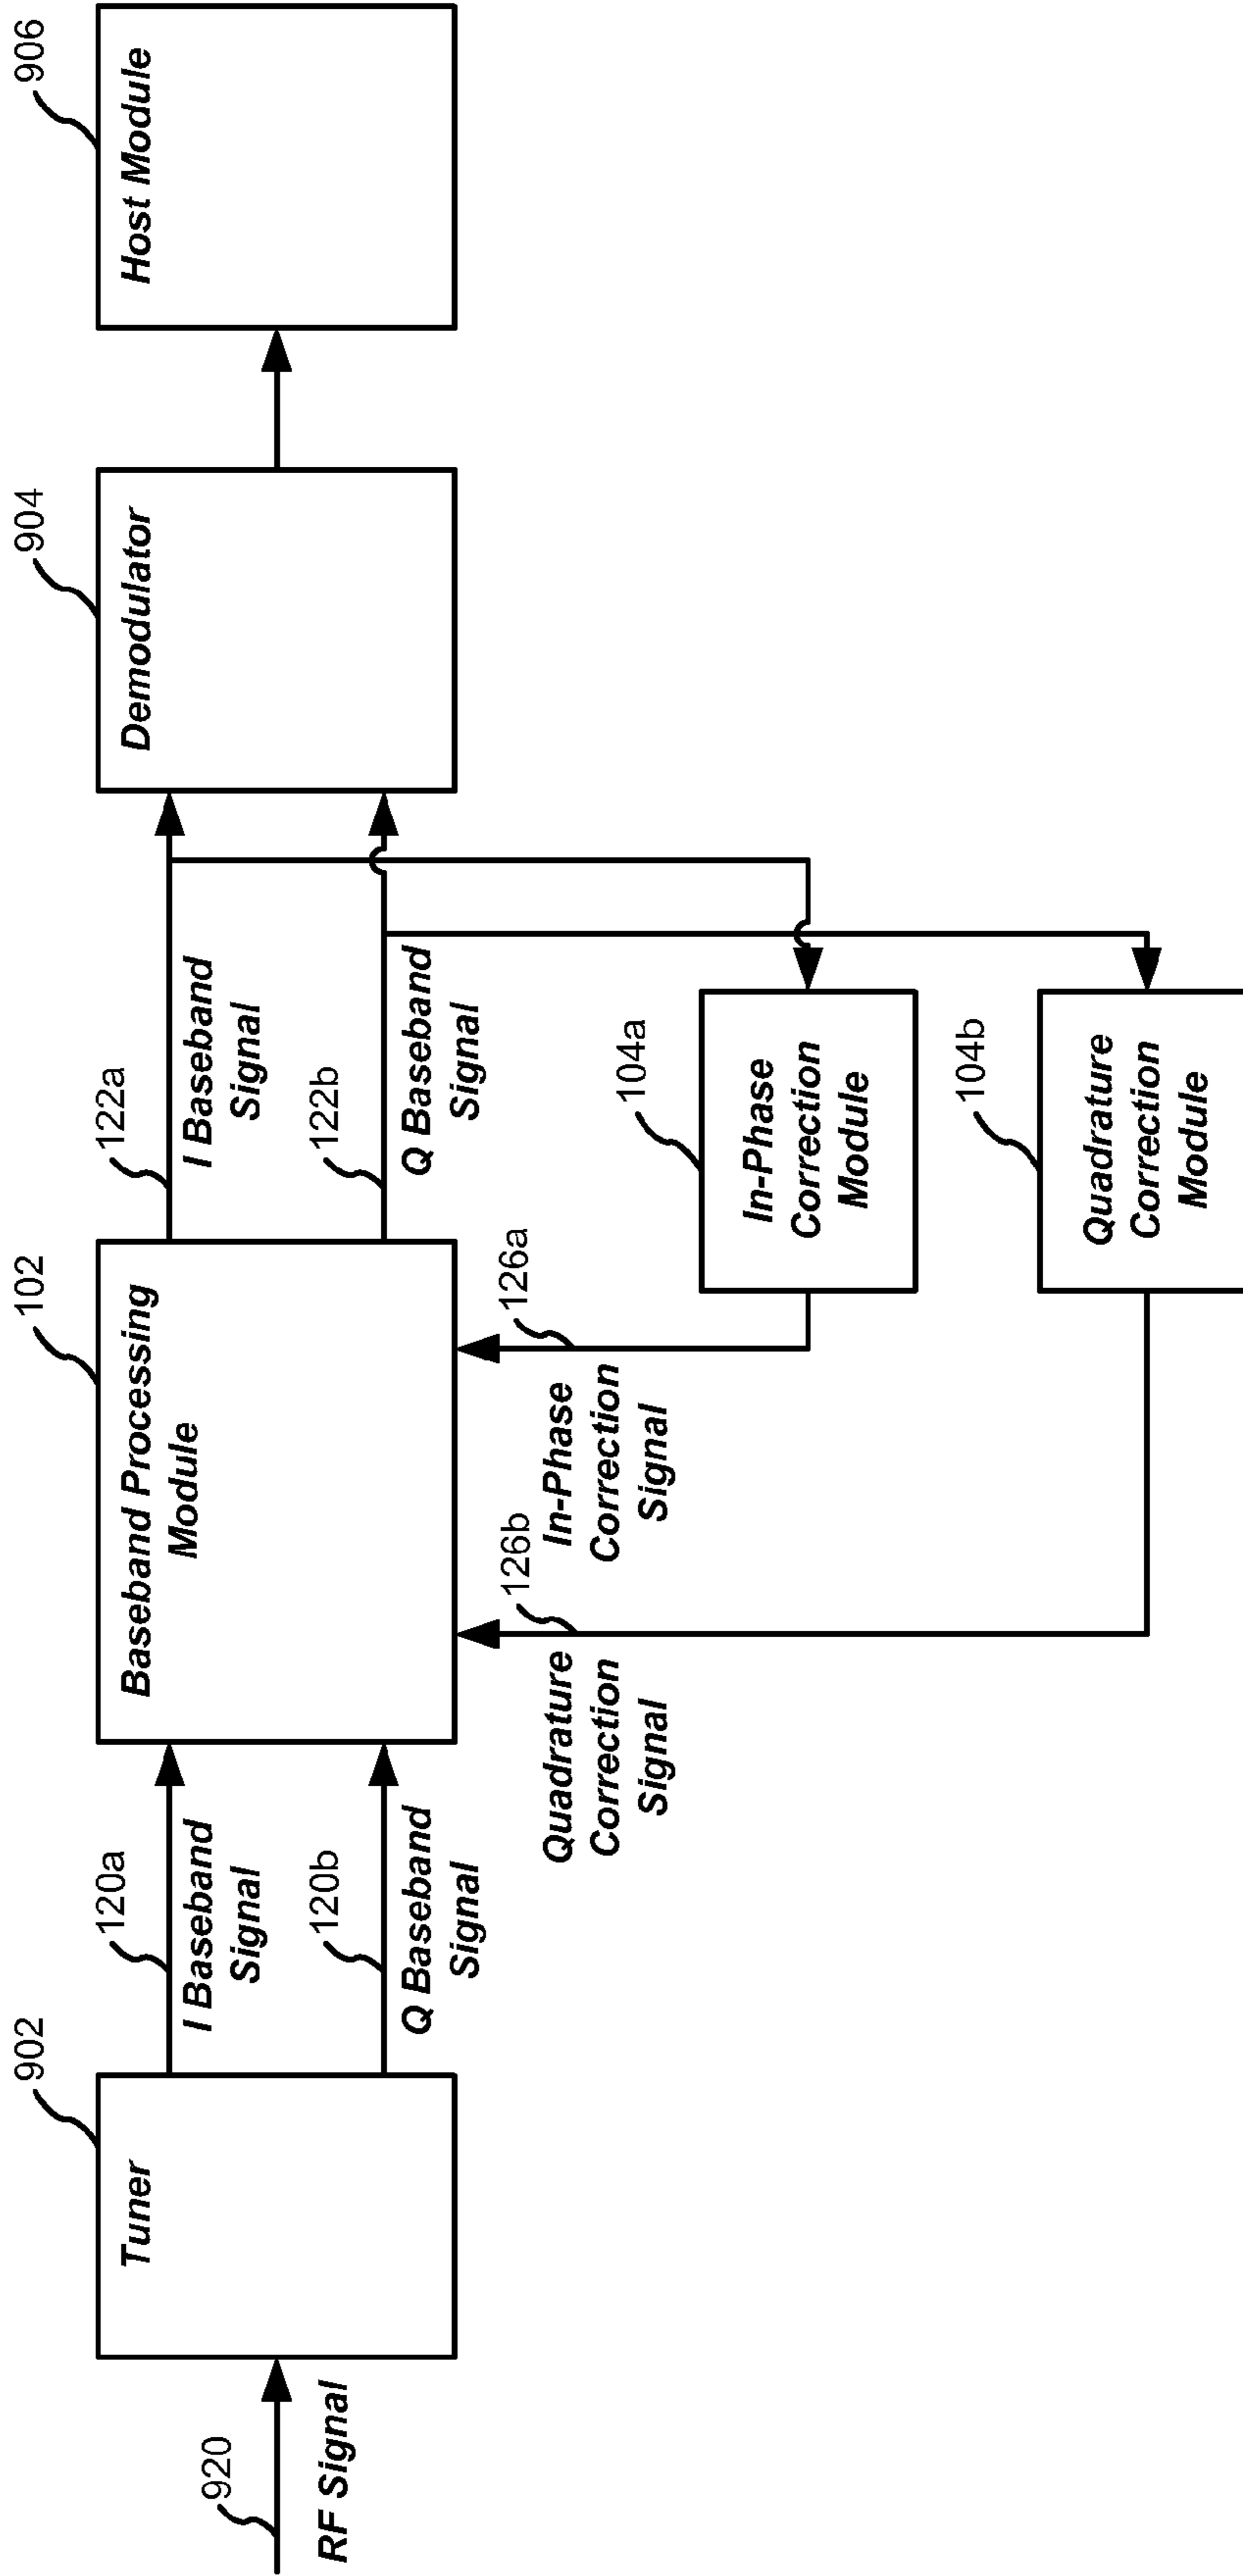 920
RF Signal
902
Tuner
120a
I Baseband
Signal
120b
Q Baseband
Signal
102
Baseband Processing
Module
122a
I Baseband
Signal
122b
Q Baseband
Signal
904
Demodulator
906
Host Module
126b
Quadrature
Correction
Signal
126a
In-Phase
Correction
Signal
104a
In-Phase
Correction
Module
104b
Quadrature
Correction
Module